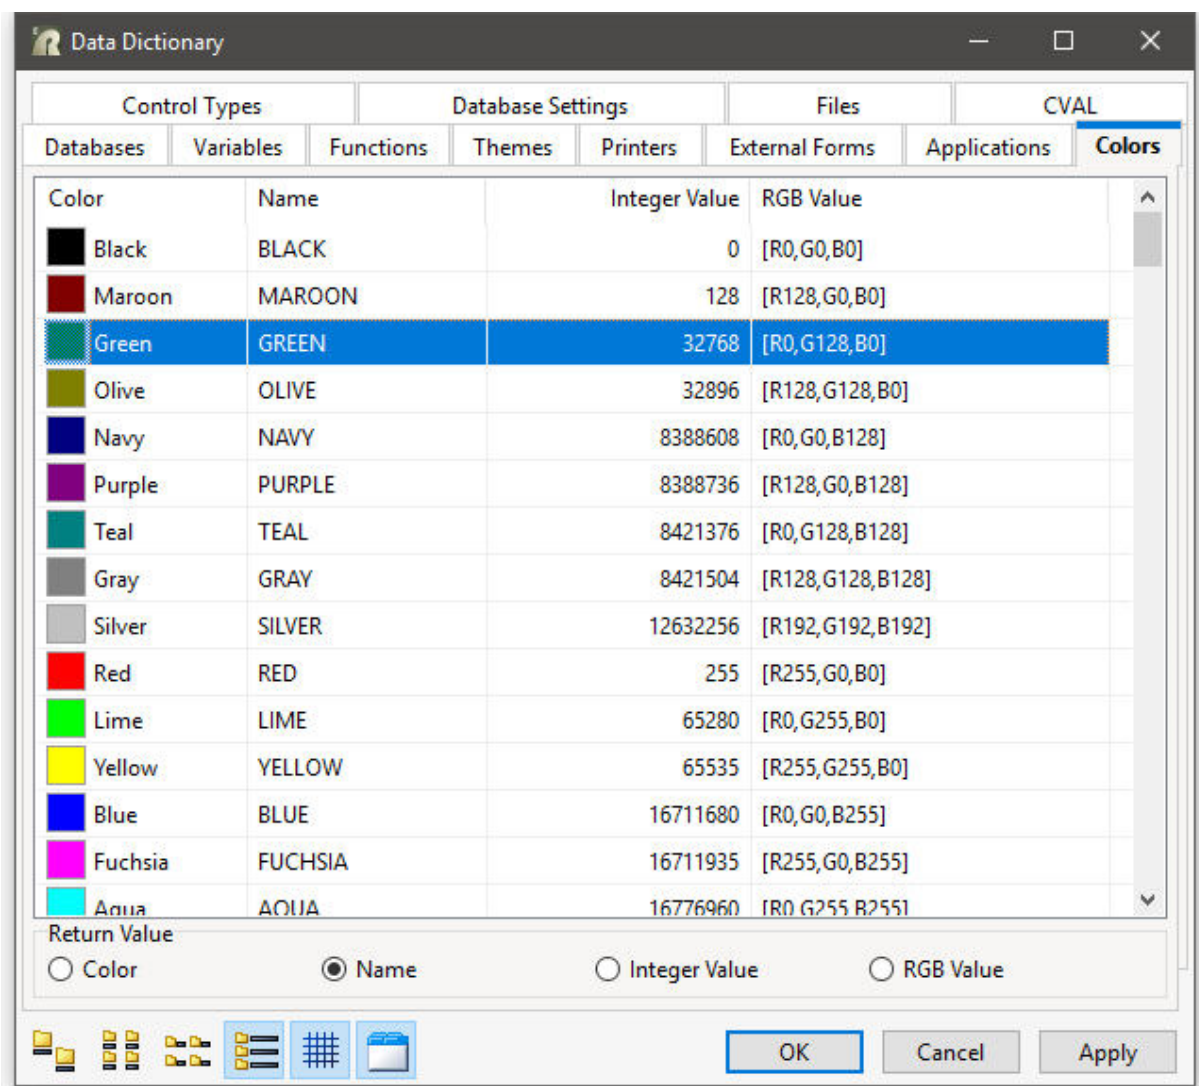 Data Dictionary
Control Types Database Settings Files CVAL
Databases Variables Functions Themes Printers External Forms Applications Colors
Color Name Integer Value RGB Value
Black BLACK 0 [R0,G0,B0]
Maroon MAROON 128 [R128,G0,B0]
Green GREEN 32768 [R0,G128,B0]
Olive OLIVE 32896 [R128,G128,B0]
Navy NAVY 8388608 [R0,G0,B128]
Purple PURPLE 8388736 [R128,G0,B128]
Teal TEAL 8421376 [R0,G128,B128]
Gray GRAY 8421504 [R128,G128,B128]
Silver SILVER 12632256 [R192,G192,B192]
Red RED 255 [R255,G0,B0]
Lime LIME 65280 [R0,G255,B0]
Yellow YELLOW 65535 [R255,G255,B0]
Blue BLUE 16711680 [R0,G0,B255]
Fuchsia FUCHSIA 16711935 [R255,G0,B255]
Aqua AQUA 16776960 [R0,G255,B255]
Return Value
Color Name Integer Value RGB Value
OK Cancel Apply